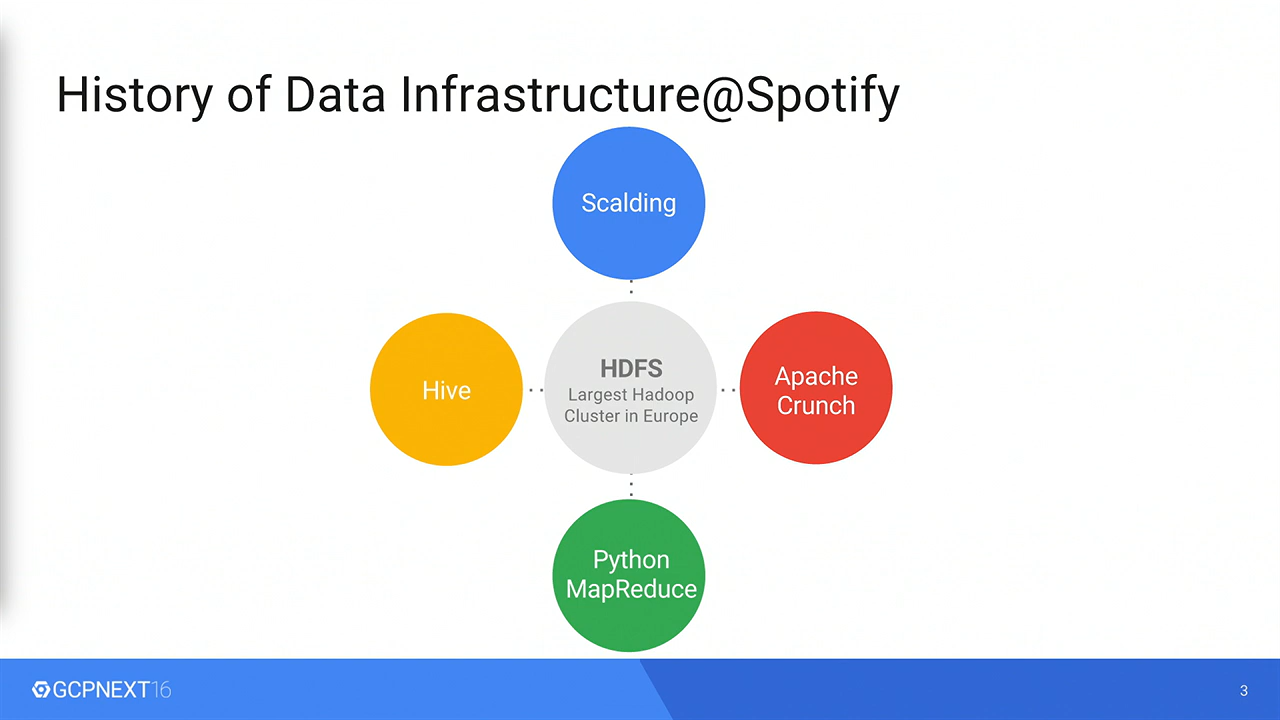 History of Data Infrastructure@Spotify
Scalding
Hive
HDFS
Largest Hadoop
Cluster in Europe
Apache
Crunch
Python
MapReduce
GCPNEXT16
3